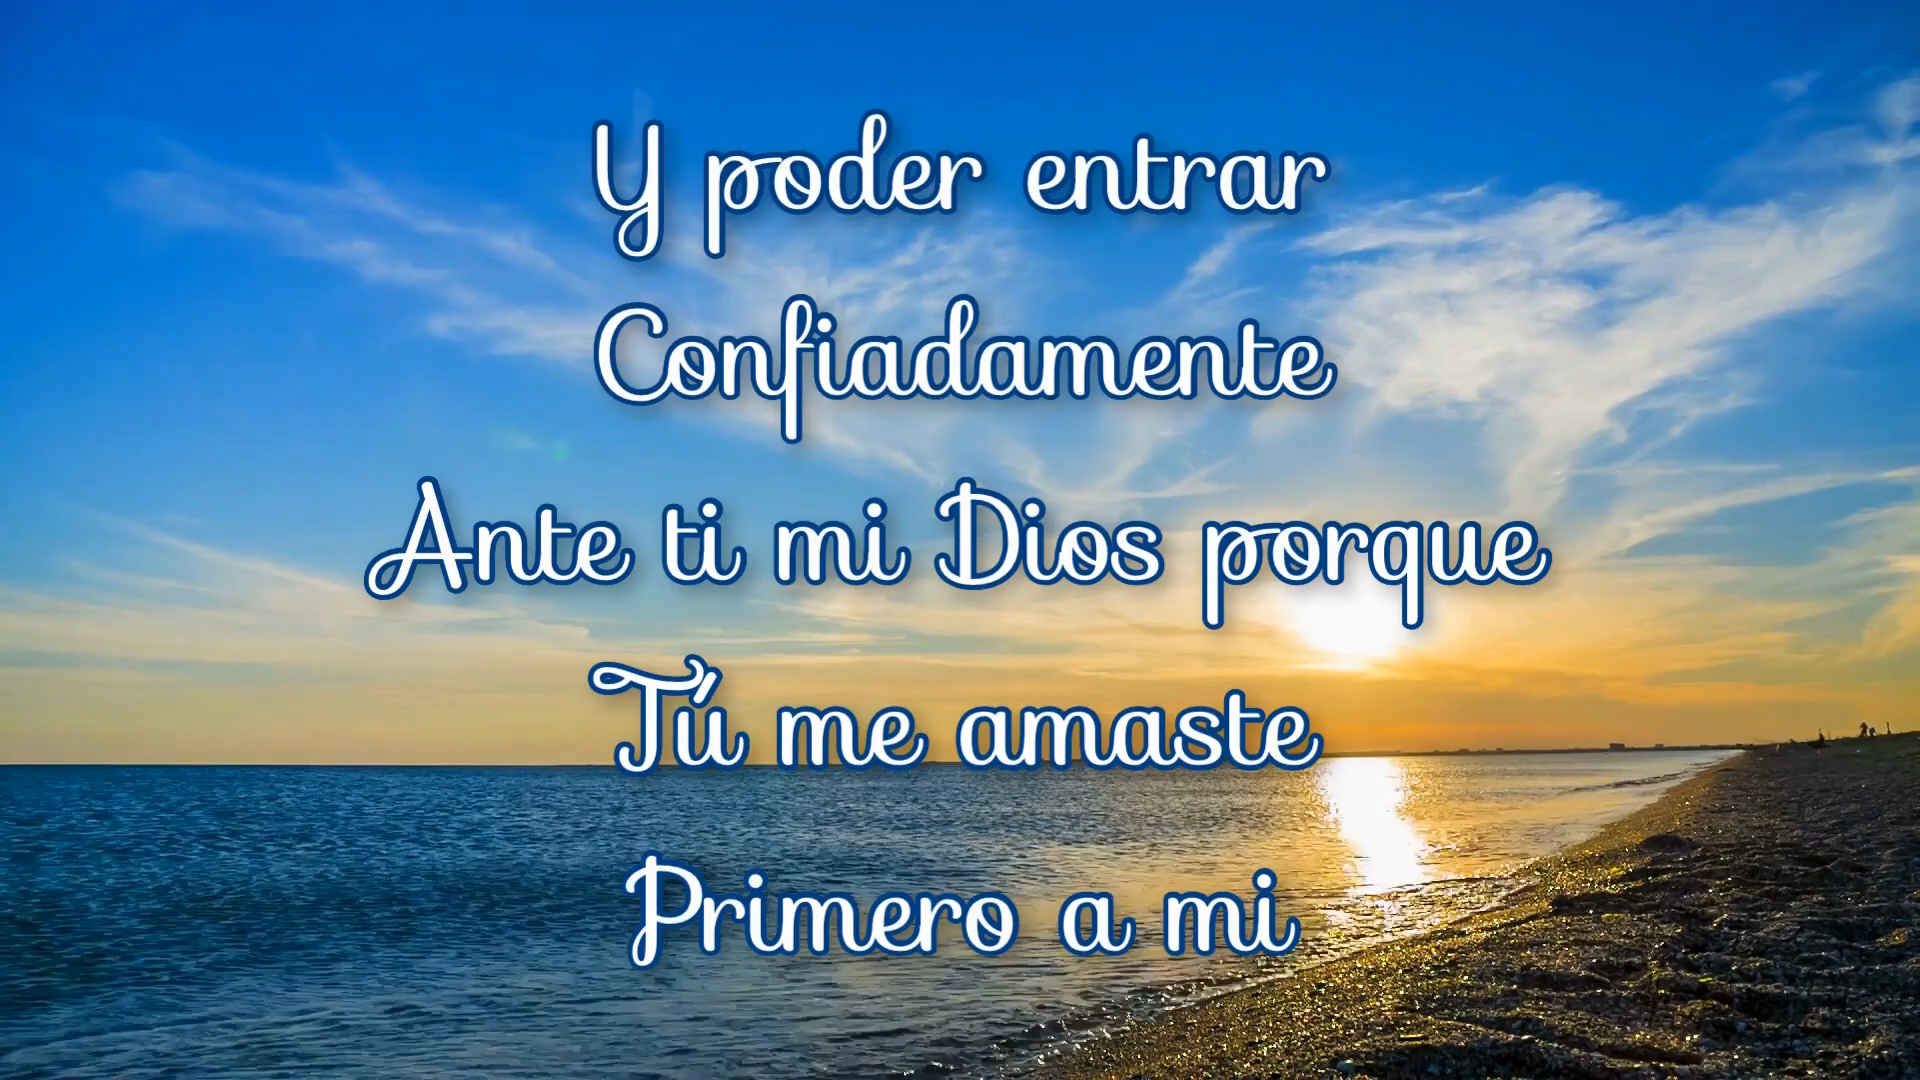 Y poder entrar
Confiadamente
Ante ti mi Dios porque
Tú me amaste
Primero a mi